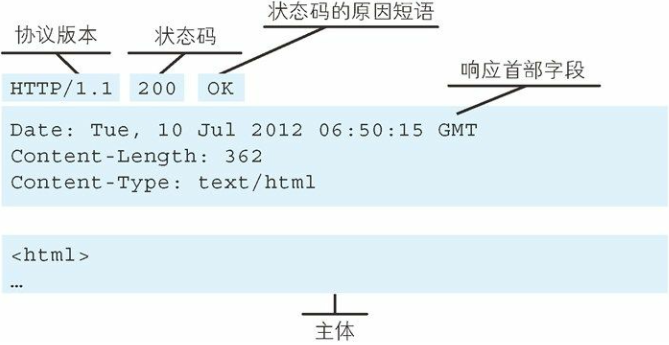 状态码的原因短语
协议版本
状态码
HTTP/1.1 200 OK
响应首部字段
Date: Tue, 10 Jul 2012 06:50:15 GMT
Content-Length: 362
Content-Type: text/html
<html>
…
主体